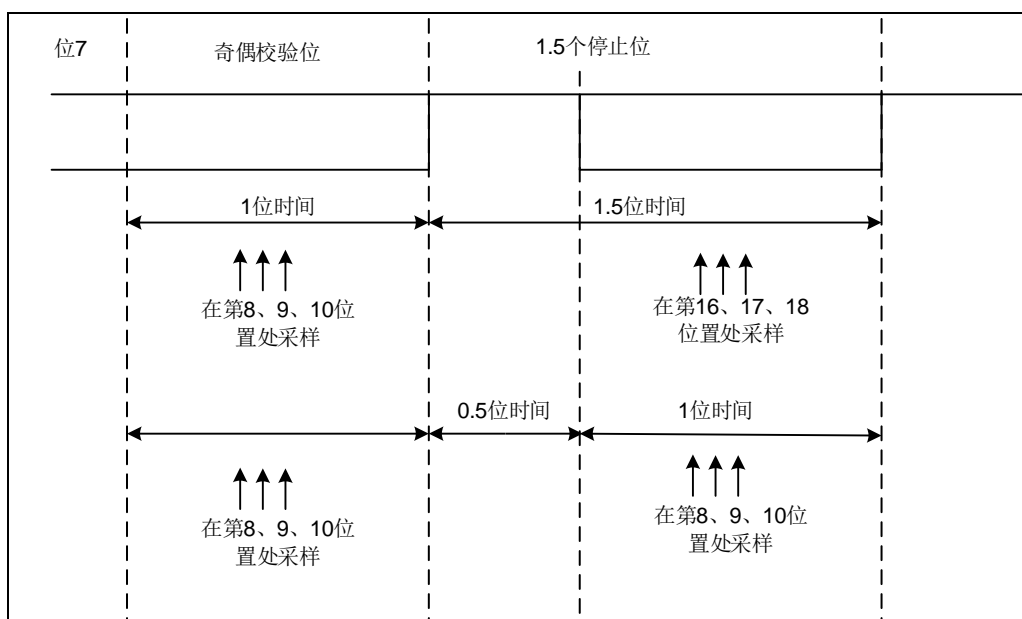 位7
奇偶校验位
1.5个停止位
1位时间
1.5位时间
在第8、9、10位
置处采样
在第16、17、18
位置处采样
0.5位时间
1位时间
在第8、9、10位
置处采样
在第8、9、10位
置处采样